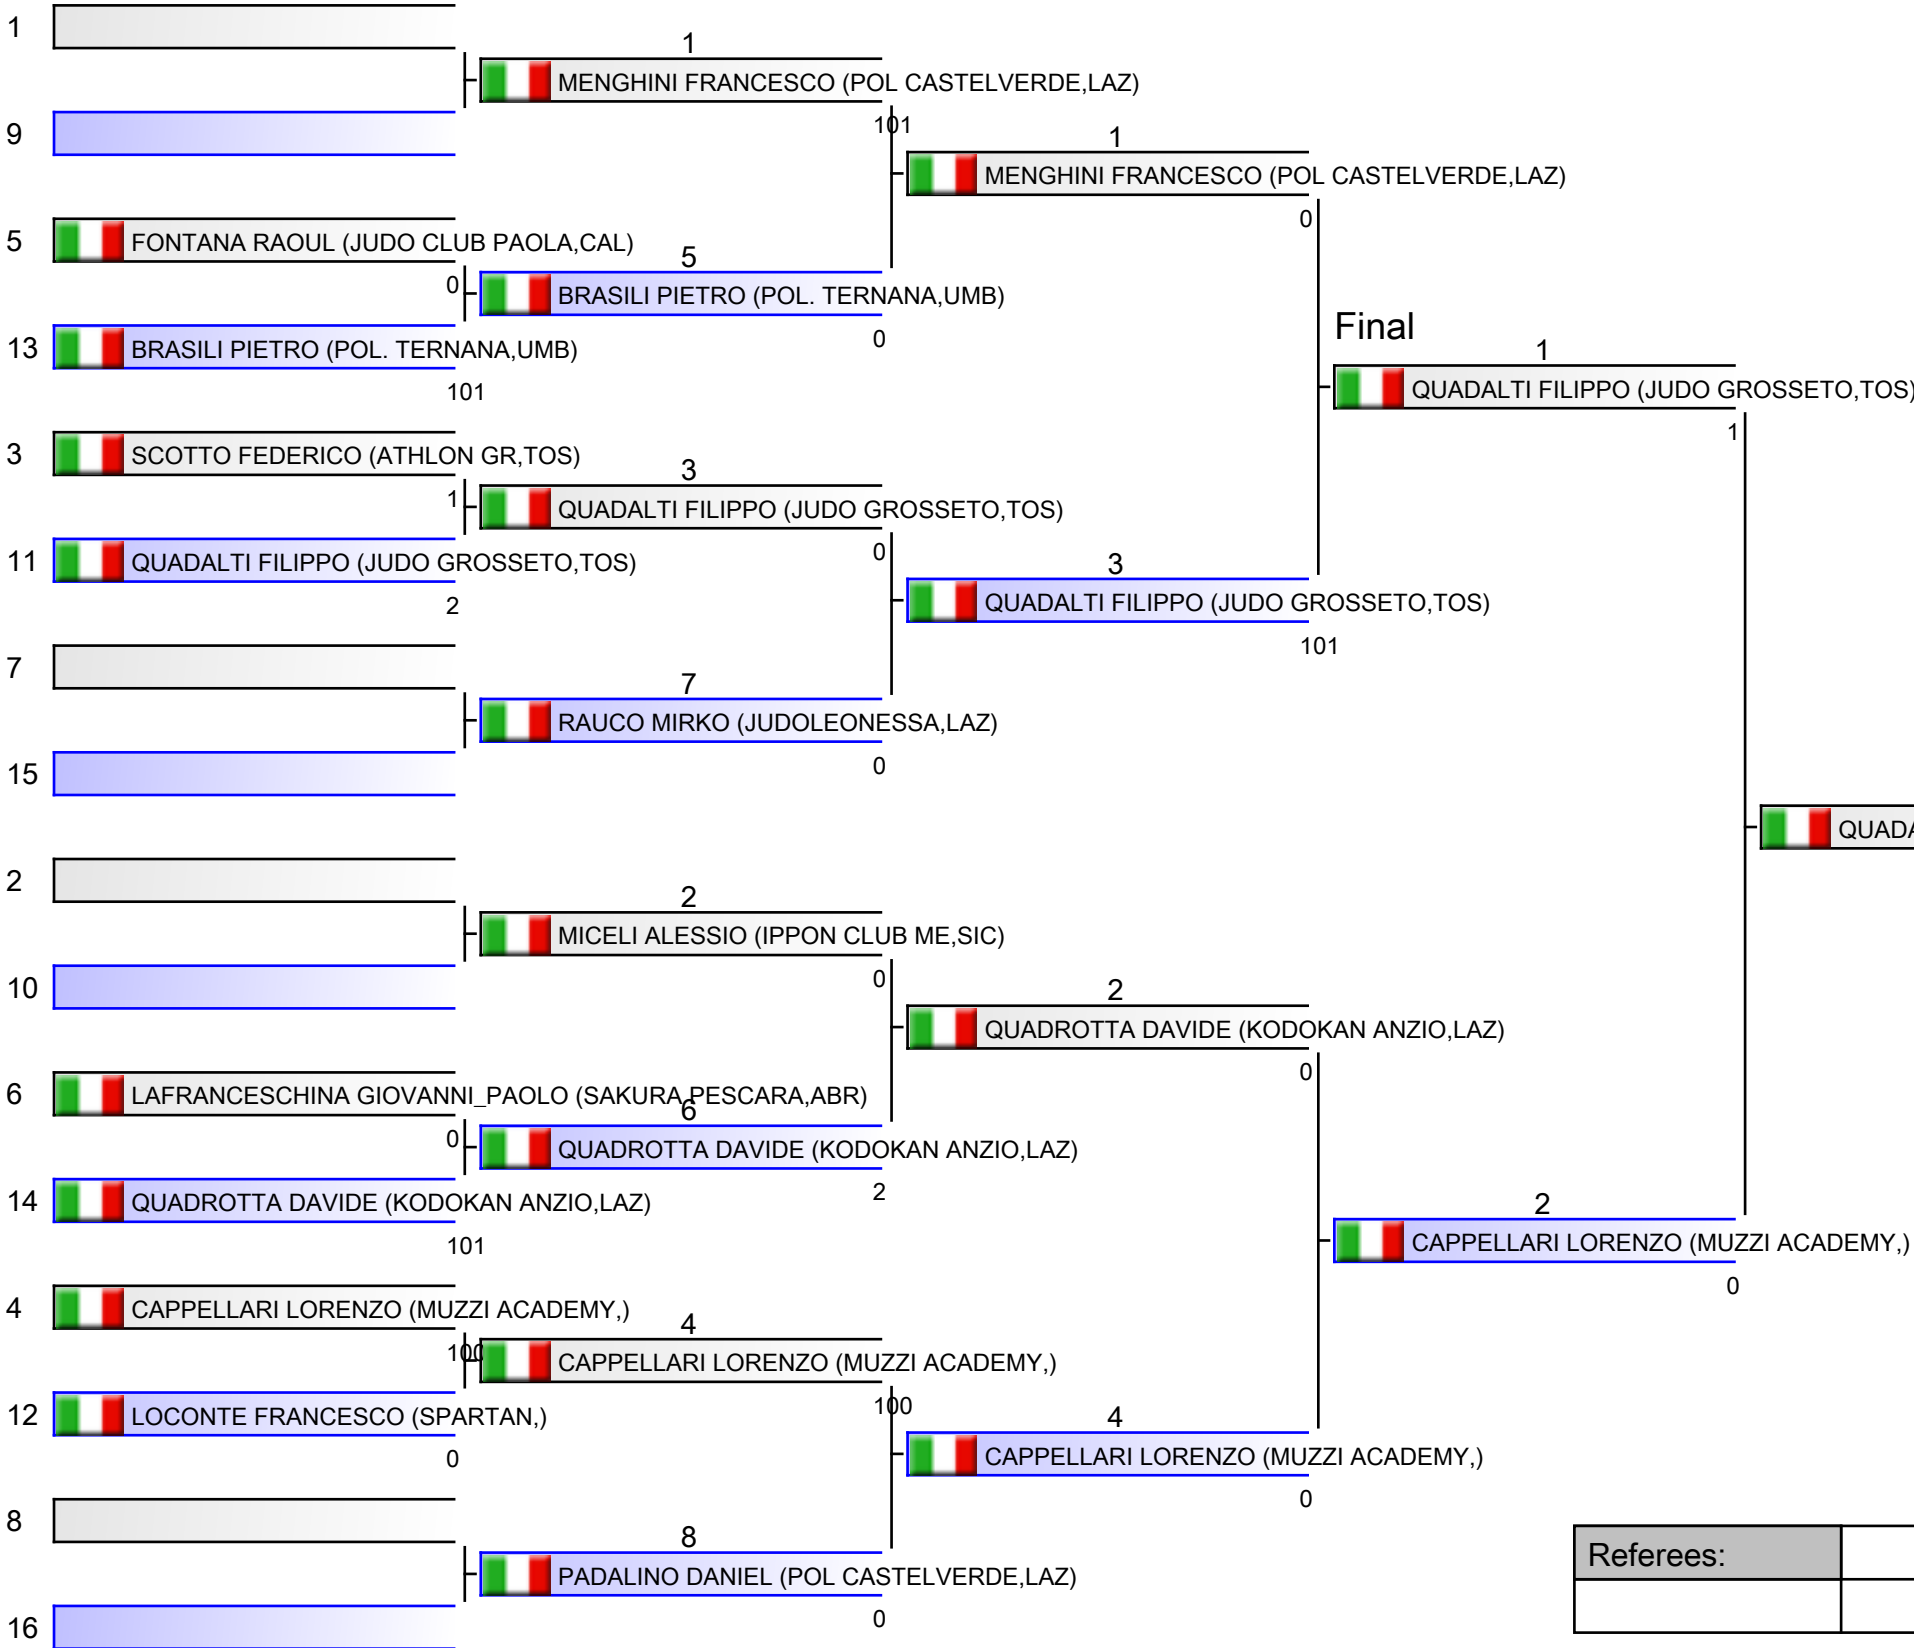 1
1
MENGHINI FRANCESCO (POL CASTELVERDE,LAZ)
9
101
1
MENGHINI FRANCESCO (POL CASTELVERDE,LAZ)
0
5
FONTANA RAOUL (JUDO CLUB PAOLA,CAL)
0
5
BRASILI PIETRO (POL. TERNANA,UMB)
0
13
BRASILI PIETRO (POL. TERNANA,UMB)
101
Final
1
QUADALTI FILIPPO (JUDO GROSSETO,TOS)
1
3
SCOTTO FEDERICO (ATHLON GR,TOS)
1
3
QUADALTI FILIPPO (JUDO GROSSETO,TOS)
0
11
QUADALTI FILIPPO (JUDO GROSSETO,TOS)
2
3
QUADALTI FILIPPO (JUDO GROSSETO,TOS)
101
7
7
RAUCO MIRKO (JUDOLEONESSA,LAZ)
0
15
2
2
MICELI ALESSIO (IPPON CLUB ME,SIC)
0
10
2
QUADROTTA DAVIDE (KODOKAN ANZIO,LAZ)
0
6
LAFRANCESCHINA GIOVANNI_PAOLO (SAKURA PESCARA,ABR)
0
6
QUADROTTA DAVIDE (KODOKAN ANZIO,LAZ)
2
14
QUADROTTA DAVIDE (KODOKAN ANZIO,LAZ)
101
2
CAPPELLARI LORENZO (MUZZI ACADEMY,)
0
4
CAPPELLARI LORENZO (MUZZI ACADEMY,)
100
4
CAPPELLARI LORENZO (MUZZI ACADEMY,)
100
12
LOCONTE FRANCESCO (SPARTAN,)
0
4
CAPPELLARI LORENZO (MUZZI ACADEMY,)
0
8
8
PADALINO DANIEL (POL CASTELVERDE,LAZ)
0
16
Referees: